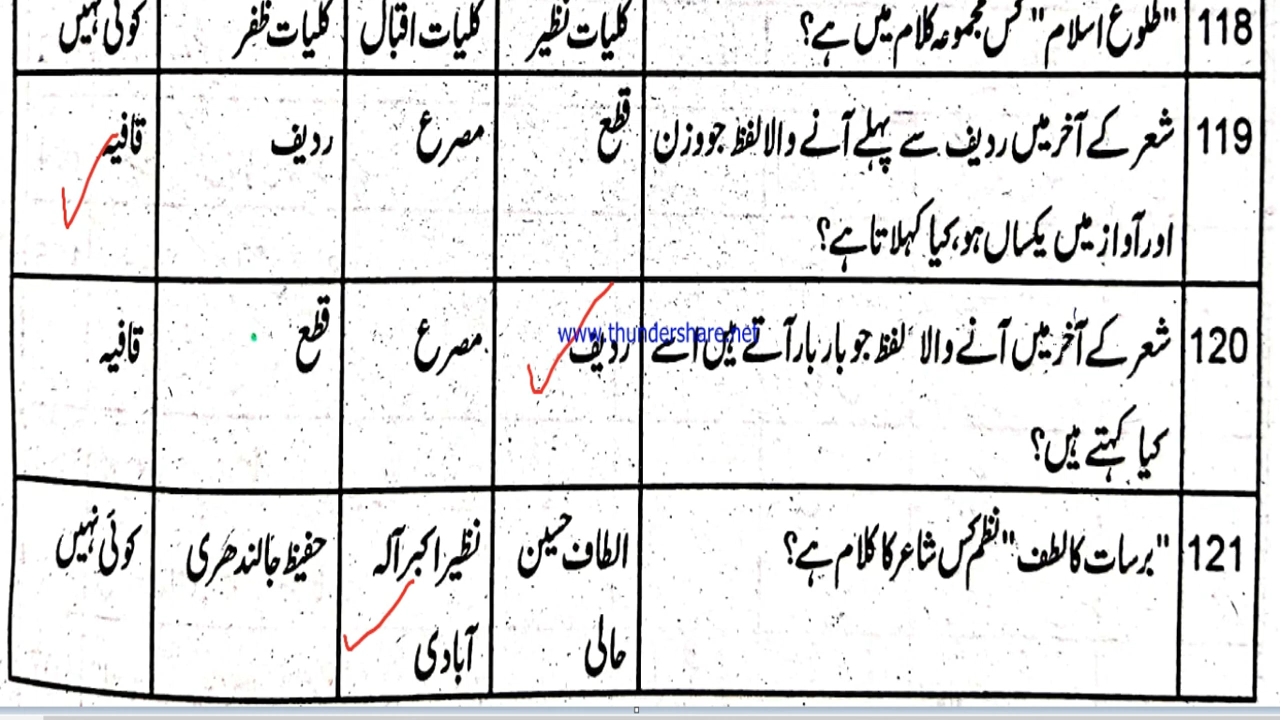 118 "طلوع اسلام" کس مجموعہ کلام میں ہے؟ کلیات نظیر کلیات اقبال کلیات ظفر کوئی نہیں
119 شعر کے آخر میں ردیف سے پہلے آنے والا لفظ جو وزن قطع مصرع ردیف قافیہ
اور آواز میں یکساں ہو، کیا کہلاتا ہے؟
120 شعر کے آخر میں آنے والا لفظ جو بار بار آتے ہیں اسے ردیف مصرع قطع قافیہ
www.thundershare.net
کیا کہتے ہیں؟
121 "برسات کا لطف" نظم کس شاعر کا کلام ہے؟ الطاف حسین نظیر اکبر آلہ حفیظ جالندھری کوئی نہیں
حالی آبادی